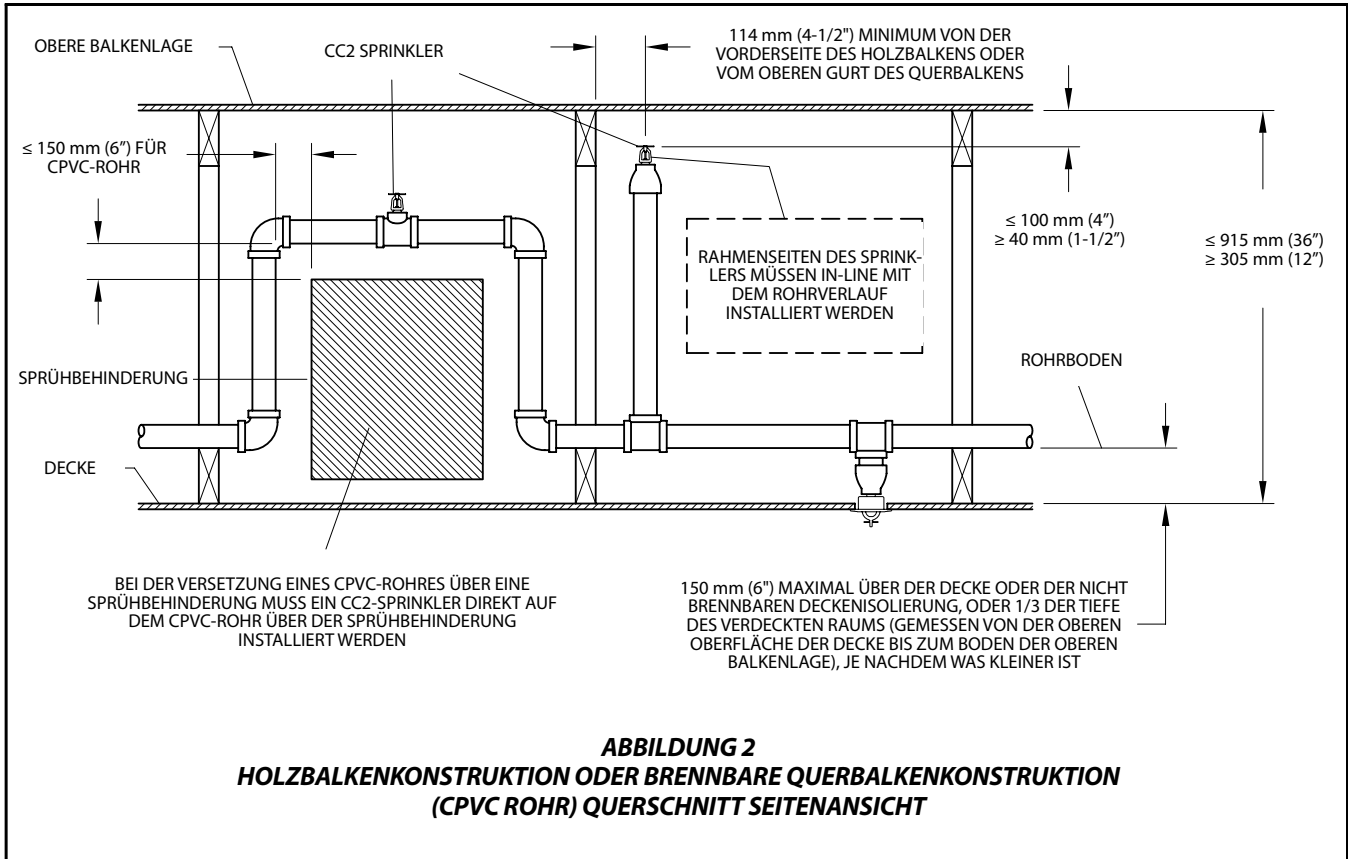 OBERE BALKENLAGE
CC2 SPRINKLER
114 mm (4-1/2") MINIMUM VON DER
VORDERSEITE DES HOLZBALKENS ODER
VOM OBEREN GURT DES QUERBALKENS
≤ 150 mm (6”) FÜR
CPVC-ROHR
≤ 100 mm (4”)
≥ 40 mm (1-1/2”)
≤ 915 mm (36”)
≥ 305 mm (12”)
RAHMENSEITEN DES SPRINK-
LERS MÜSSEN IN-LINE MIT
DEM ROHRVERLAUF
INSTALLIERT WERDEN
SPRÜHBEHINDERUNG
ROHRBODEN
DECKE
BEI DER VERSETZUNG EINES CPVC-ROHRES ÜBER EINE
SPRÜHBEHINDERUNG MUSS EIN CC2-SPRINKLER DIREKT AUF
DEM CPVC-ROHR ÜBER DER SPRÜHBEHINDERUNG
INSTALLIERT WERDEN
150 mm (6") MAXIMAL ÜBER DER DECKE ODER DER NICHT
BRENNBAREN DECKENISOLIERUNG, ODER 1/3 DER TIEFE
DES VERDECKTEN RAUMS (GEMESSEN VON DER OBEREN
OBERFLÄCHE DER DECKE BIS ZUM BODEN DER OBEREN
BALKENLAGE), JE NACHDEM WAS KLEINER IST
ABBILDUNG 2
HOLZBALKENKONSTRUKTION ODER BRENNBARE QUERBALKENKONSTRUKTION
(CPVC ROHR) QUERSCHNITT SEITENANSICHT